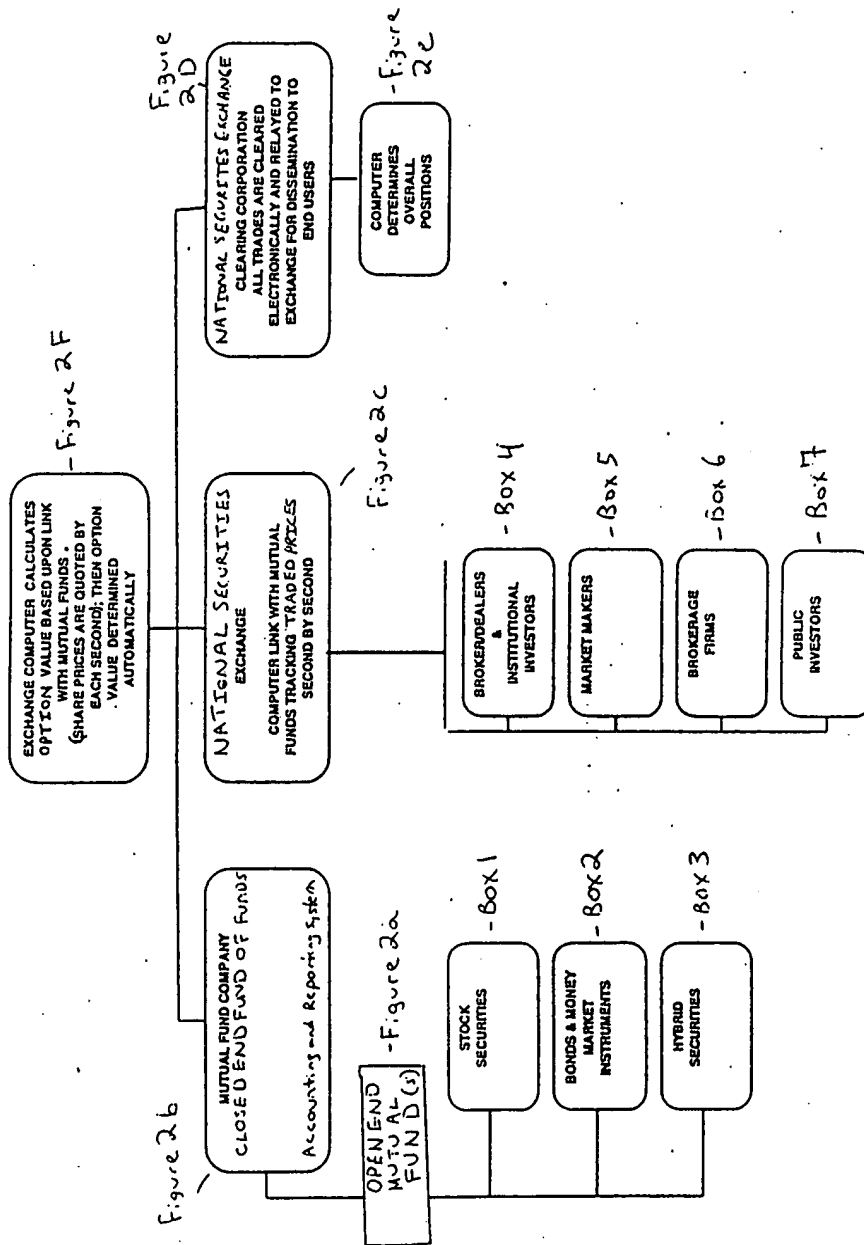 EXCHANGE COMPUTER CALCULATES
OPTION VALUE BASED UPON LINK
WITH MUTUAL FUNDS .
(SHARE PRICES ARE QUOTED BY
EACH SECOND); THEN OPTION
. VALUE DETERMINED
AUTOMATICALLY
- Figure 2F
Figure 2b
MUTUAL FUND COMPANY
CLOSED END FUND OF FUNDS
Accounting and Reporting System
NATIONAL SECURITIES
EXCHANGE
COMPUTER LINK WITH MUTUAL
FUNDS TRACKING TRADED PRICES
SECOND BY SECOND
Figure 2c
Figure
2D
NATIONAL SECURITES EXCHANGE
CLEARING CORPORATION
ALL TRADES ARE CLEARED
ELECTRONICALLY AND RELAYED TO
EXCHANGE FOR DISSEMINATION TO
END USERS
OPEN END
MUTUAL
FUND(s)
- Figure 2a
STOCK
SECURITIES
- Box 1
BONDS & MONEY
MARKET
INSTRUMENTS
- Box 2
HYBRID
SECURITIES
- Box 3
BROKER/DEALERS
&
INSTITUTIONAL
INVESTORS
- Box 4
MARKET MAKERS
- Box 5
BROKERAGE
FIRMS
- Box 6
PUBLIC
INVESTORS
- Box 7
COMPUTER
DETERMINES
OVERALL
POSITIONS
- Figure
2e